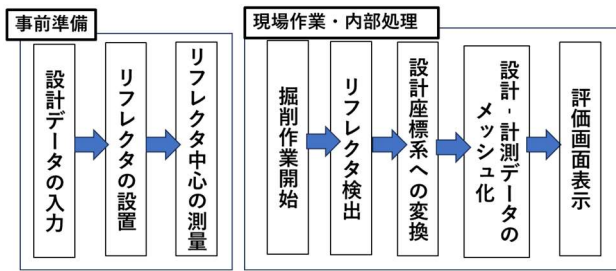 事前準備
設計データの入力
リフレクタの設置
リフレクタ中心の測量
現場作業・内部処理
掘削作業開始
リフレクタ検出
設計座標系への変換
設計-計測データの
メッシュ化
評価画面表示